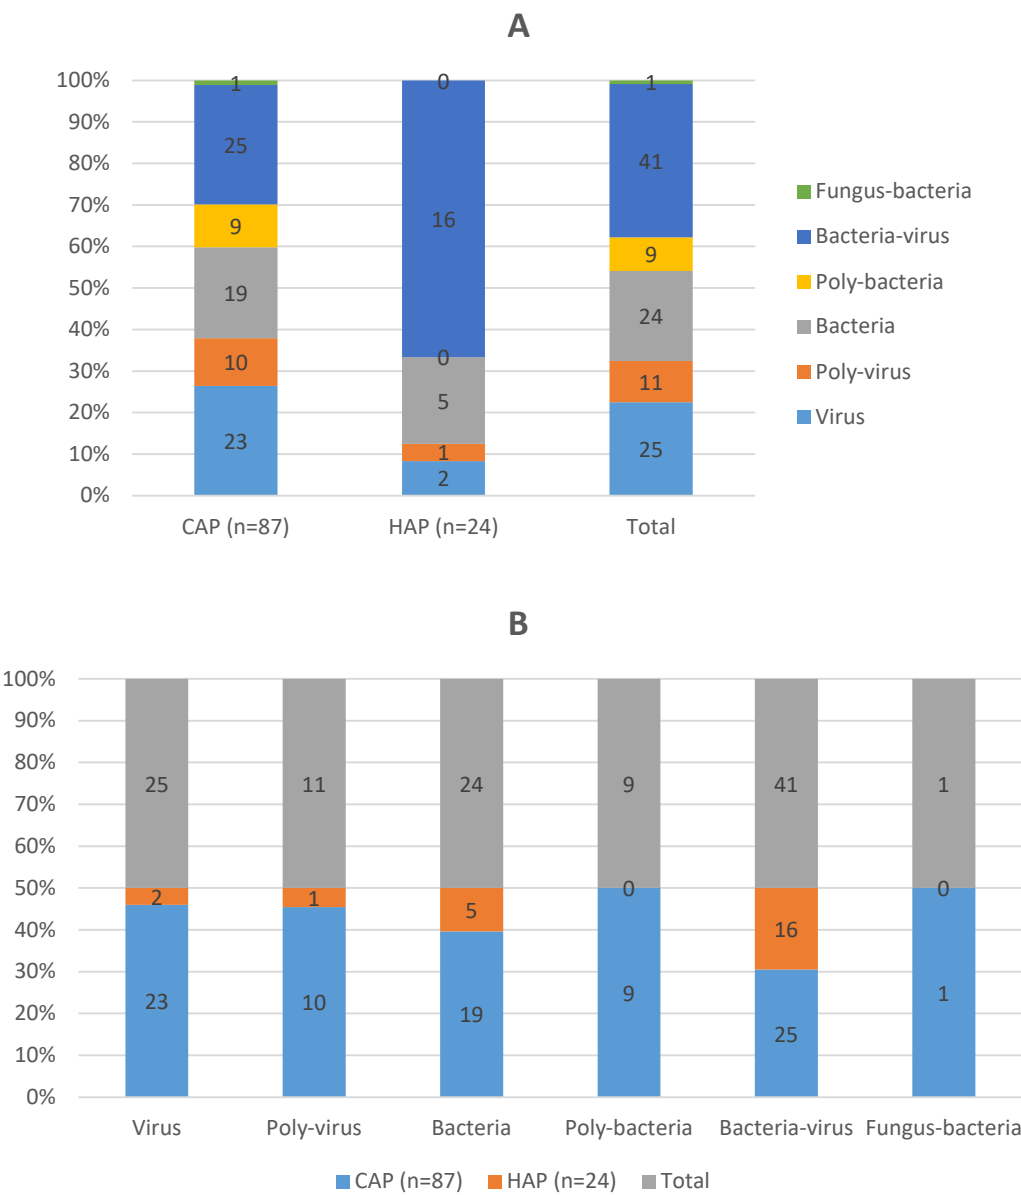 A
100%
90%
80%
70%
60%
50%
40%
30%
20%
10%
0%
1
25
9
19
10
23
0
16
0
5
1
2
1
41
9
24
11
25
CAP (n=87)
HAP (n=24)
Total
Fungus-bacteria
Bacteria-virus
Poly-bacteria
Bacteria
Poly-virus
Virus
B
100%
90%
80%
70%
60%
50%
40%
30%
20%
10%
0%
25
11
24
9
41
1
2
1
5
0
16
0
23
10
19
9
25
1
Virus
Poly-virus
Bacteria
Poly-bacteria
Bacteria-virus
Fungus-bacteria
CAP (n=87)
HAP (n=24)
Total